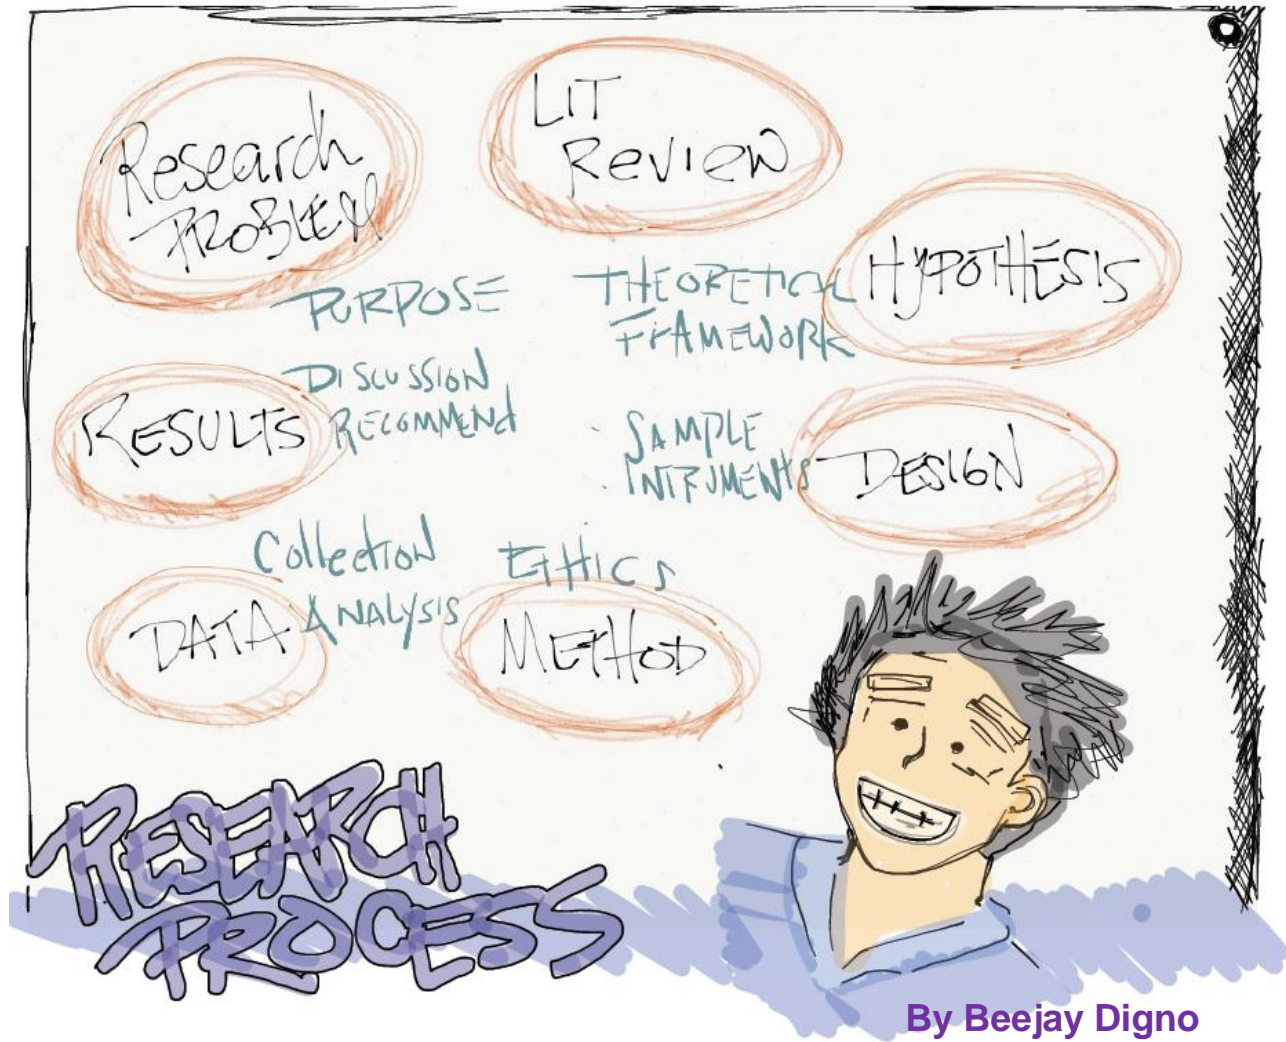 Research
PROBLEM
LIT
REVIEW
HYPOTHESIS
PURPOSE
THEORETICAL
FRAMEWORK
DISCUSSION
RECOMMEND
RESULTS
SAMPLE
INTRUMENTS
DESIGN
Collection
ANALYSIS
DATA
ETHICS
METHOD
RESEARCH
PROCESS
By Beejay Digno